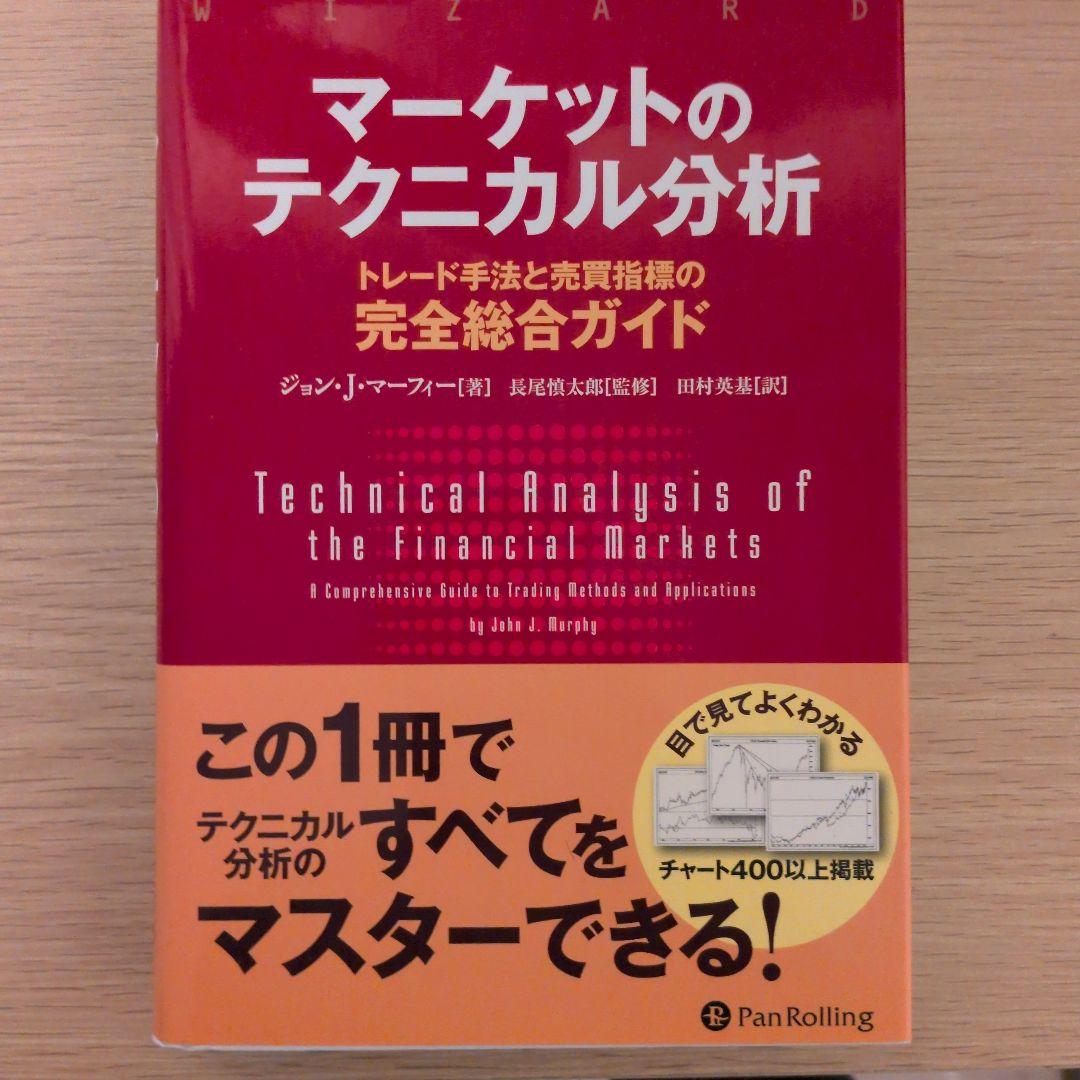 WIZARD
マーケットの
テクニカル分析
トレード手法と売買指標の
完全総合ガイド
ジョン・J・マーフィー[著] 長尾慎太郎[監修] 田村英基[訳]
Technical Analysis of
the Financial Markets
A Comprehensive Guide to Trading Methods and Applications
by John J. Murphy
この1冊で
テクニカル
分析の
すべてを
マスターできる!
目で見てよくわかる
チャート400以上掲載
PanRolling